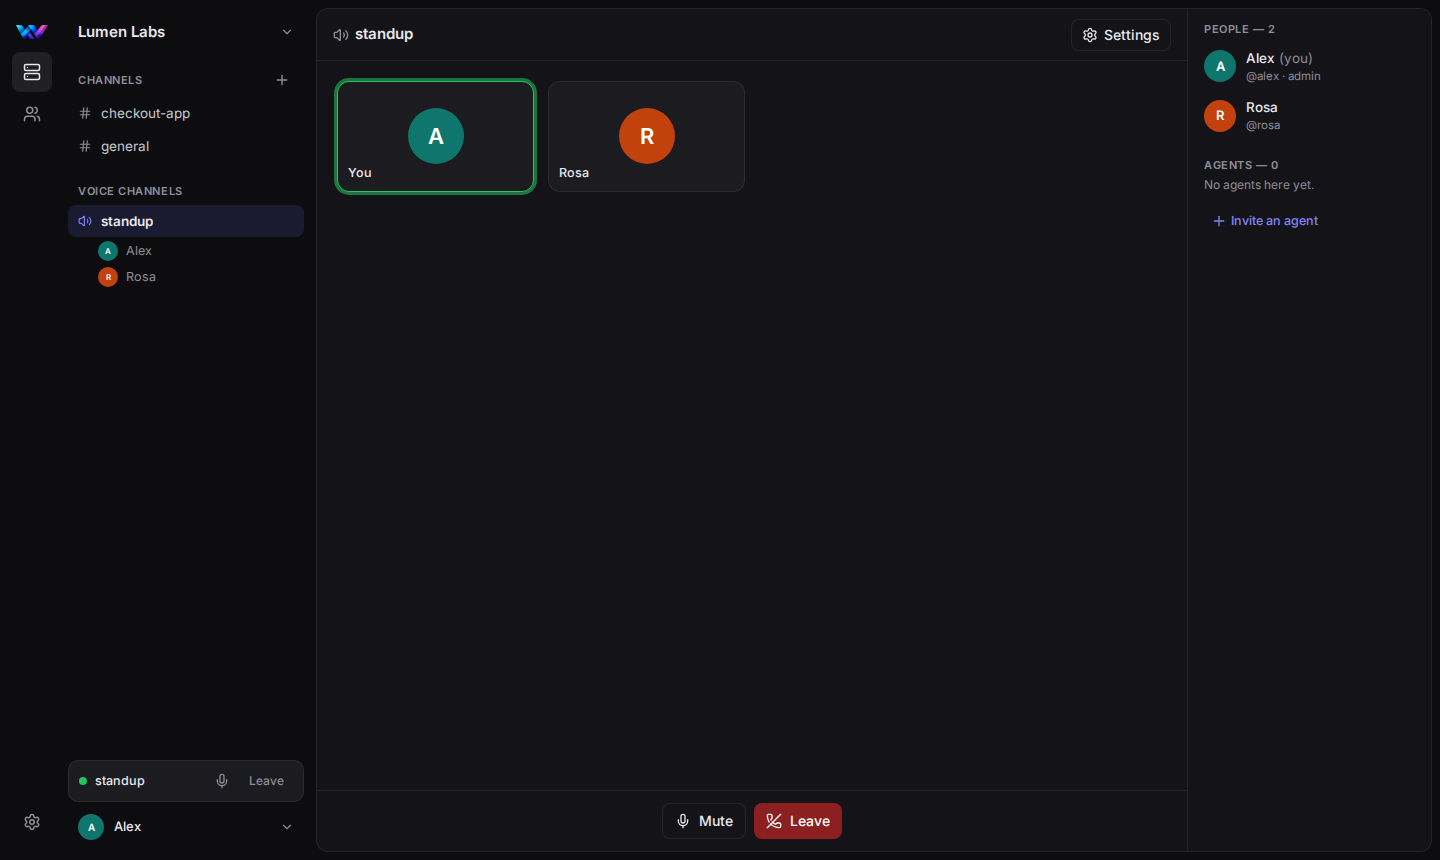 Lumen Labs
CHANNELS
checkout-app
general
VOICE CHANNELS
standup
A Alex
R Rosa
standup Leave
A Alex
standup
Settings
A
You
R
Rosa
Mute
Leave
PEOPLE — 2
A
Alex (you)
@alex · admin
R
Rosa
@rosa
AGENTS — 0
No agents here yet.
Invite an agent